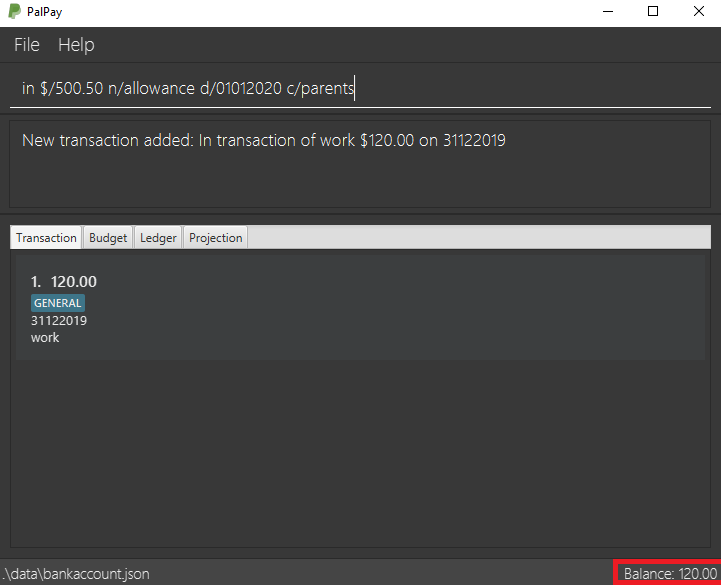 PalPay
File Help
in $/500.50 n/allowance d/01012020 c/parents
New transaction added: In transaction of work $120.00 on 31122019
Transaction Budget Ledger Projection
1. 120.00
GENERAL
31122019
work
.\data\bankaccount.json Balance: 120.00